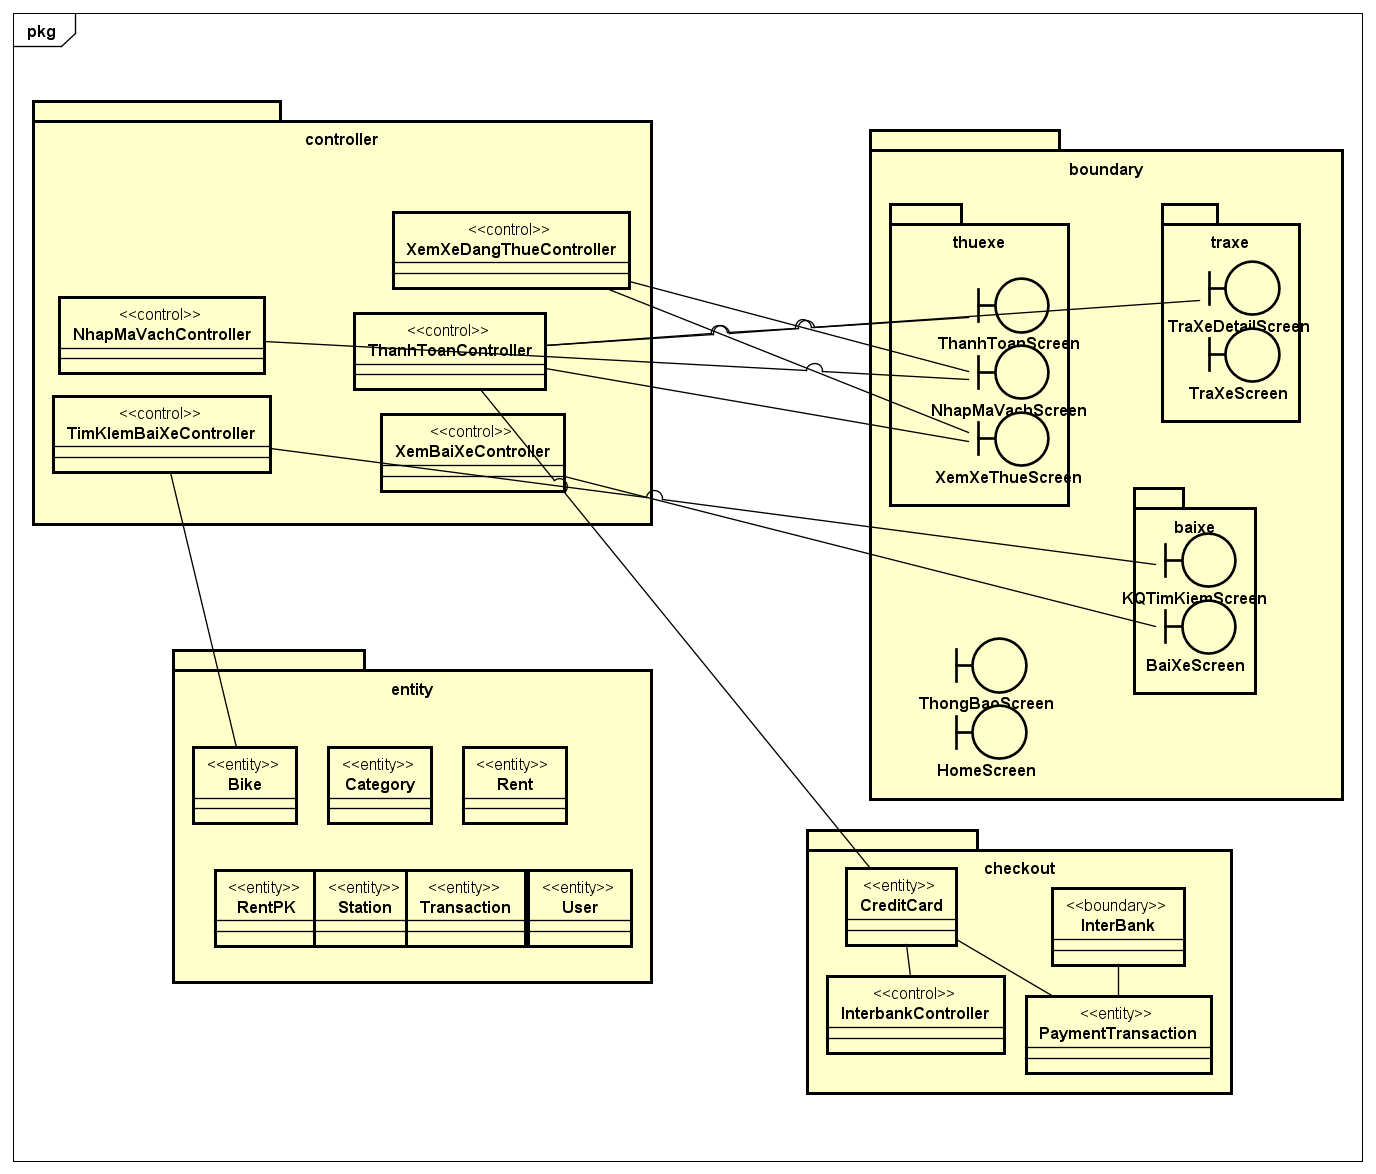 pkg
controller
<<control>>
XemXeDangThueController
<<control>>
NhapMaVachController
<<control>>
ThanhToanController
<<control>>
TimKIemBaiXeController
<<control>>
XemBaiXeController
boundary
thuexe
ThanhToanScreen
NhapMaVachScreen
XemXeThueScreen
traxe
TraXeDetailScreen
TraXeScreen
baixe
KQTimKiemScreen
BaiXeScreen
ThongBaoScreen
HomeScreen
entity
<<entity>>
Bike
<<entity>>
Category
<<entity>>
Rent
<<entity>>
RentPK
<<entity>>
Station
<<entity>>
Transaction
<<entity>>
User
checkout
<<entity>>
CreditCard
<<boundary>>
InterBank
<<control>>
InterbankController
<<entity>>
PaymentTransaction